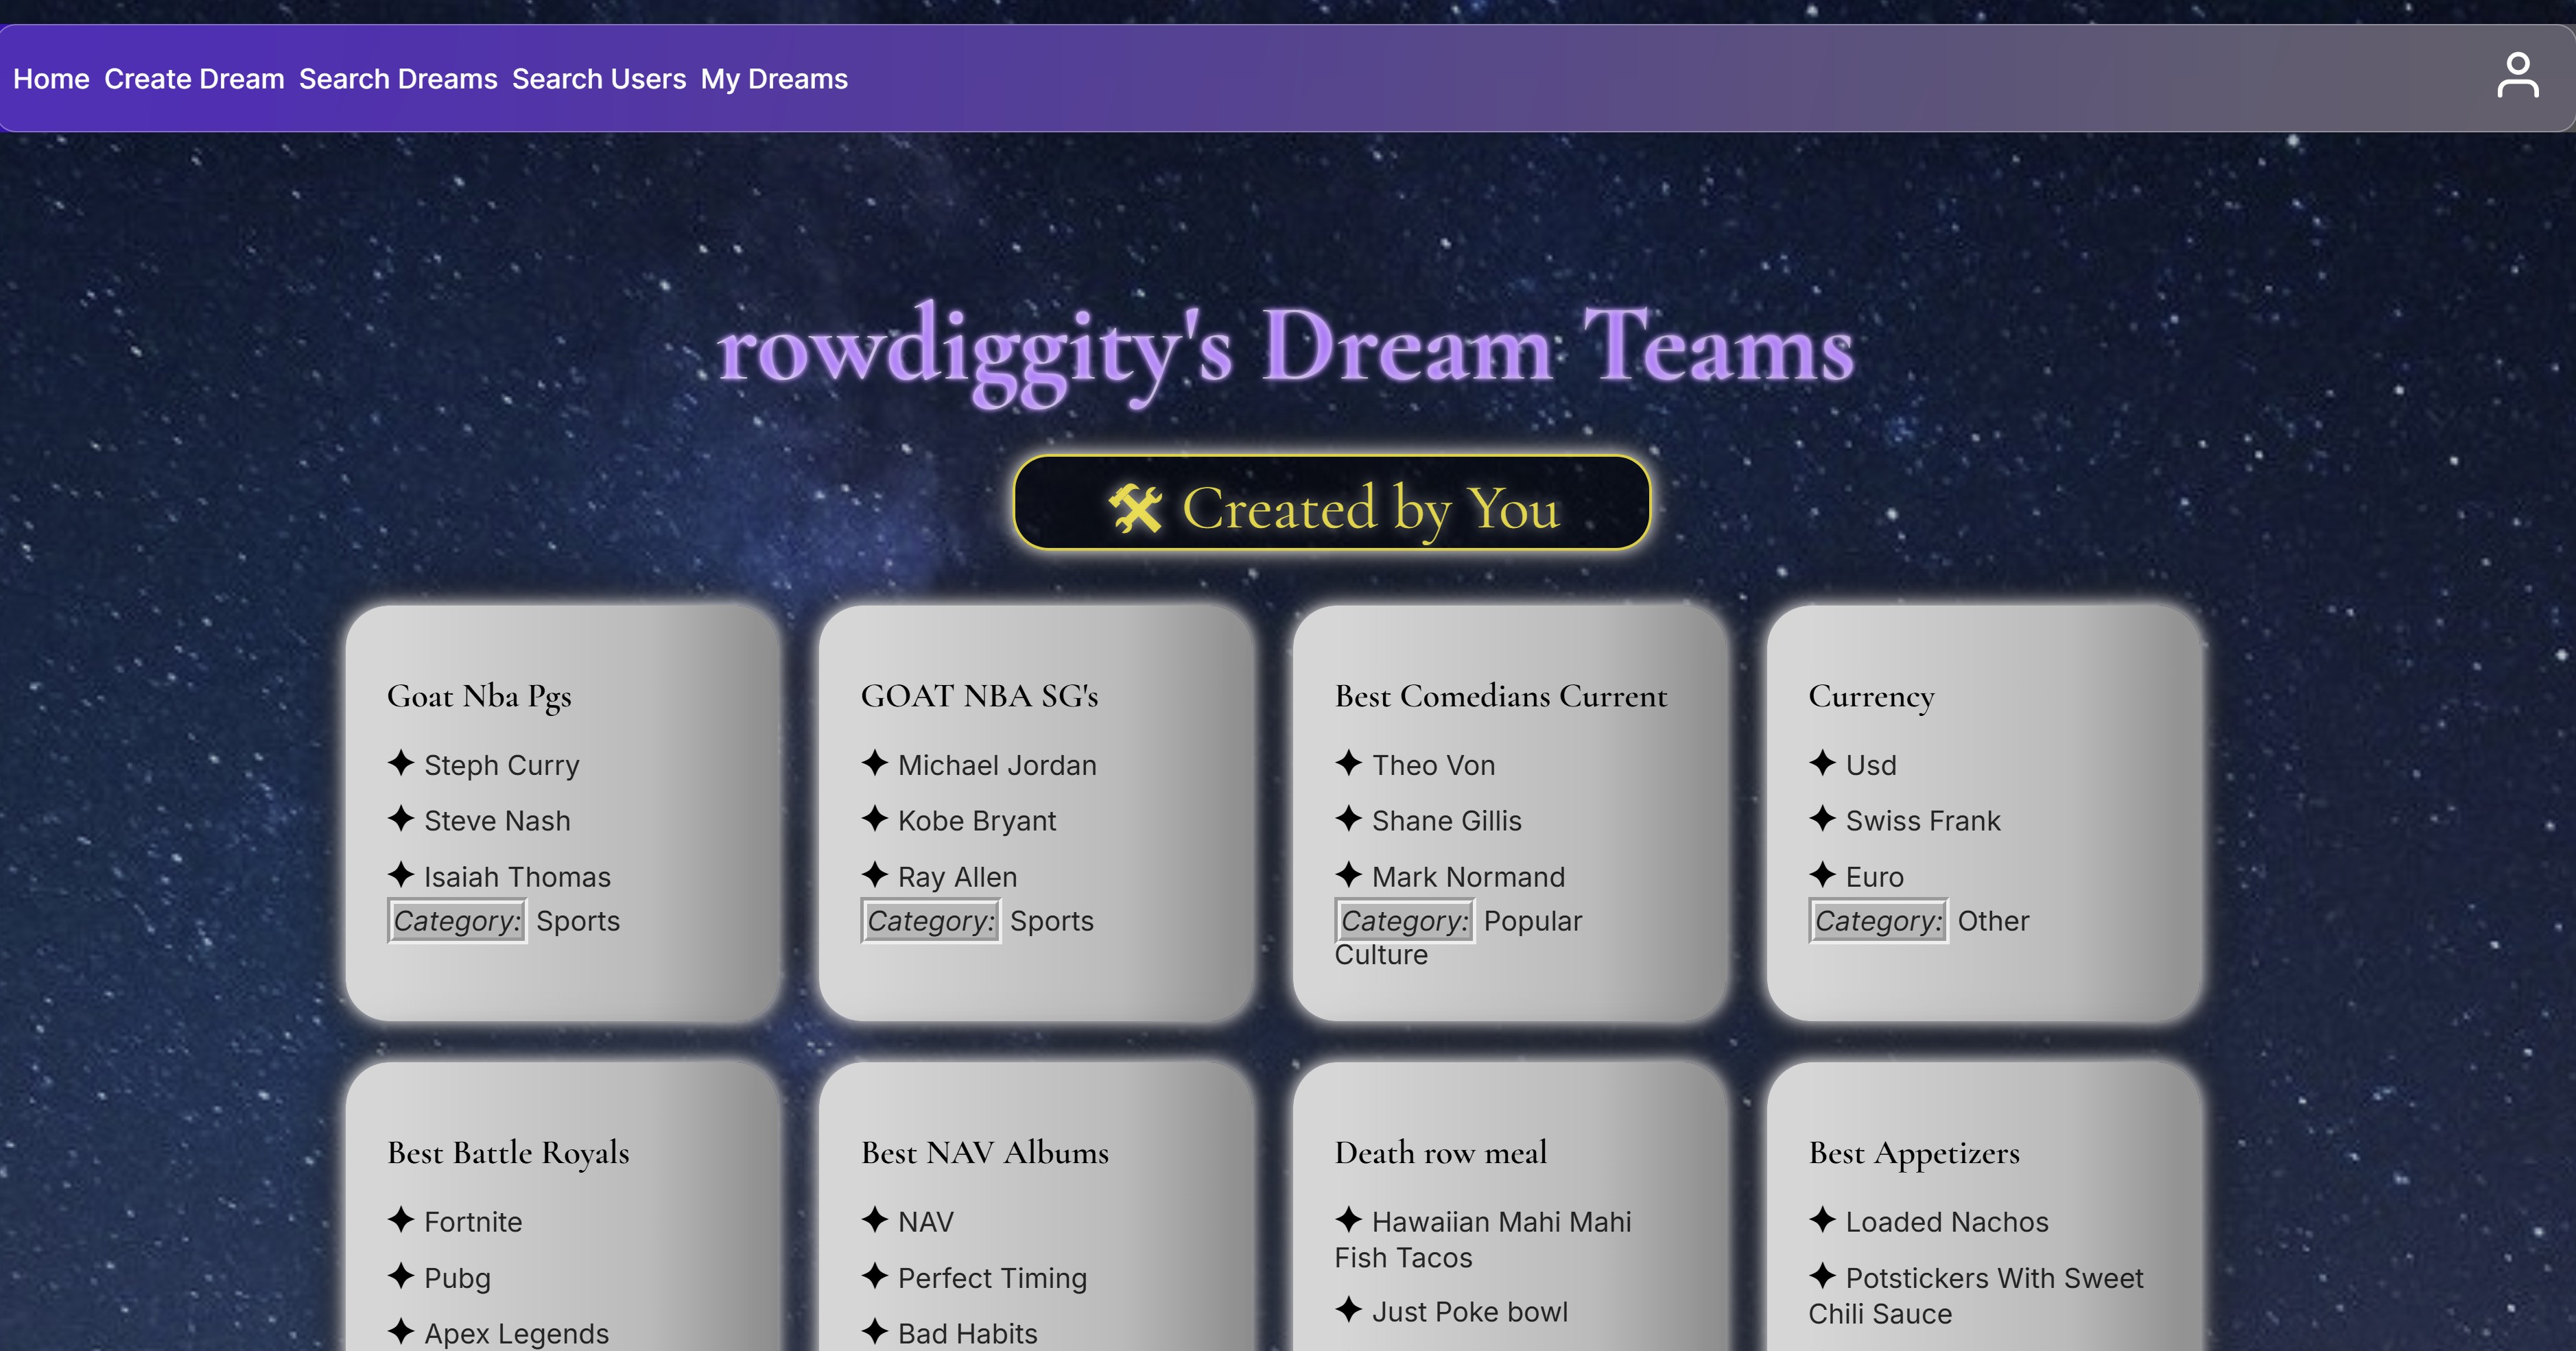 Home Create Dream Search Dreams Search Users My Dreams
rowdiggity's Dream Teams
🛠 Created by You
Goat Nba Pgs
✦ Steph Curry
✦ Steve Nash
✦ Isaiah Thomas
Category: Sports
GOAT NBA SG's
✦ Michael Jordan
✦ Kobe Bryant
✦ Ray Allen
Category: Sports
Best Comedians Current
✦ Theo Von
✦ Shane Gillis
✦ Mark Normand
Category: Popular
Culture
Currency
✦ Usd
✦ Swiss Frank
✦ Euro
Category: Other
Best Battle Royals
✦ Fortnite
✦ Pubg
✦ Apex Legends
Best NAV Albums
✦ NAV
✦ Perfect Timing
✦ Bad Habits
Death row meal
✦ Hawaiian Mahi Mahi
Fish Tacos
✦ Just Poke bowl
Best Appetizers
✦ Loaded Nachos
✦ Potstickers With Sweet
Chili Sauce